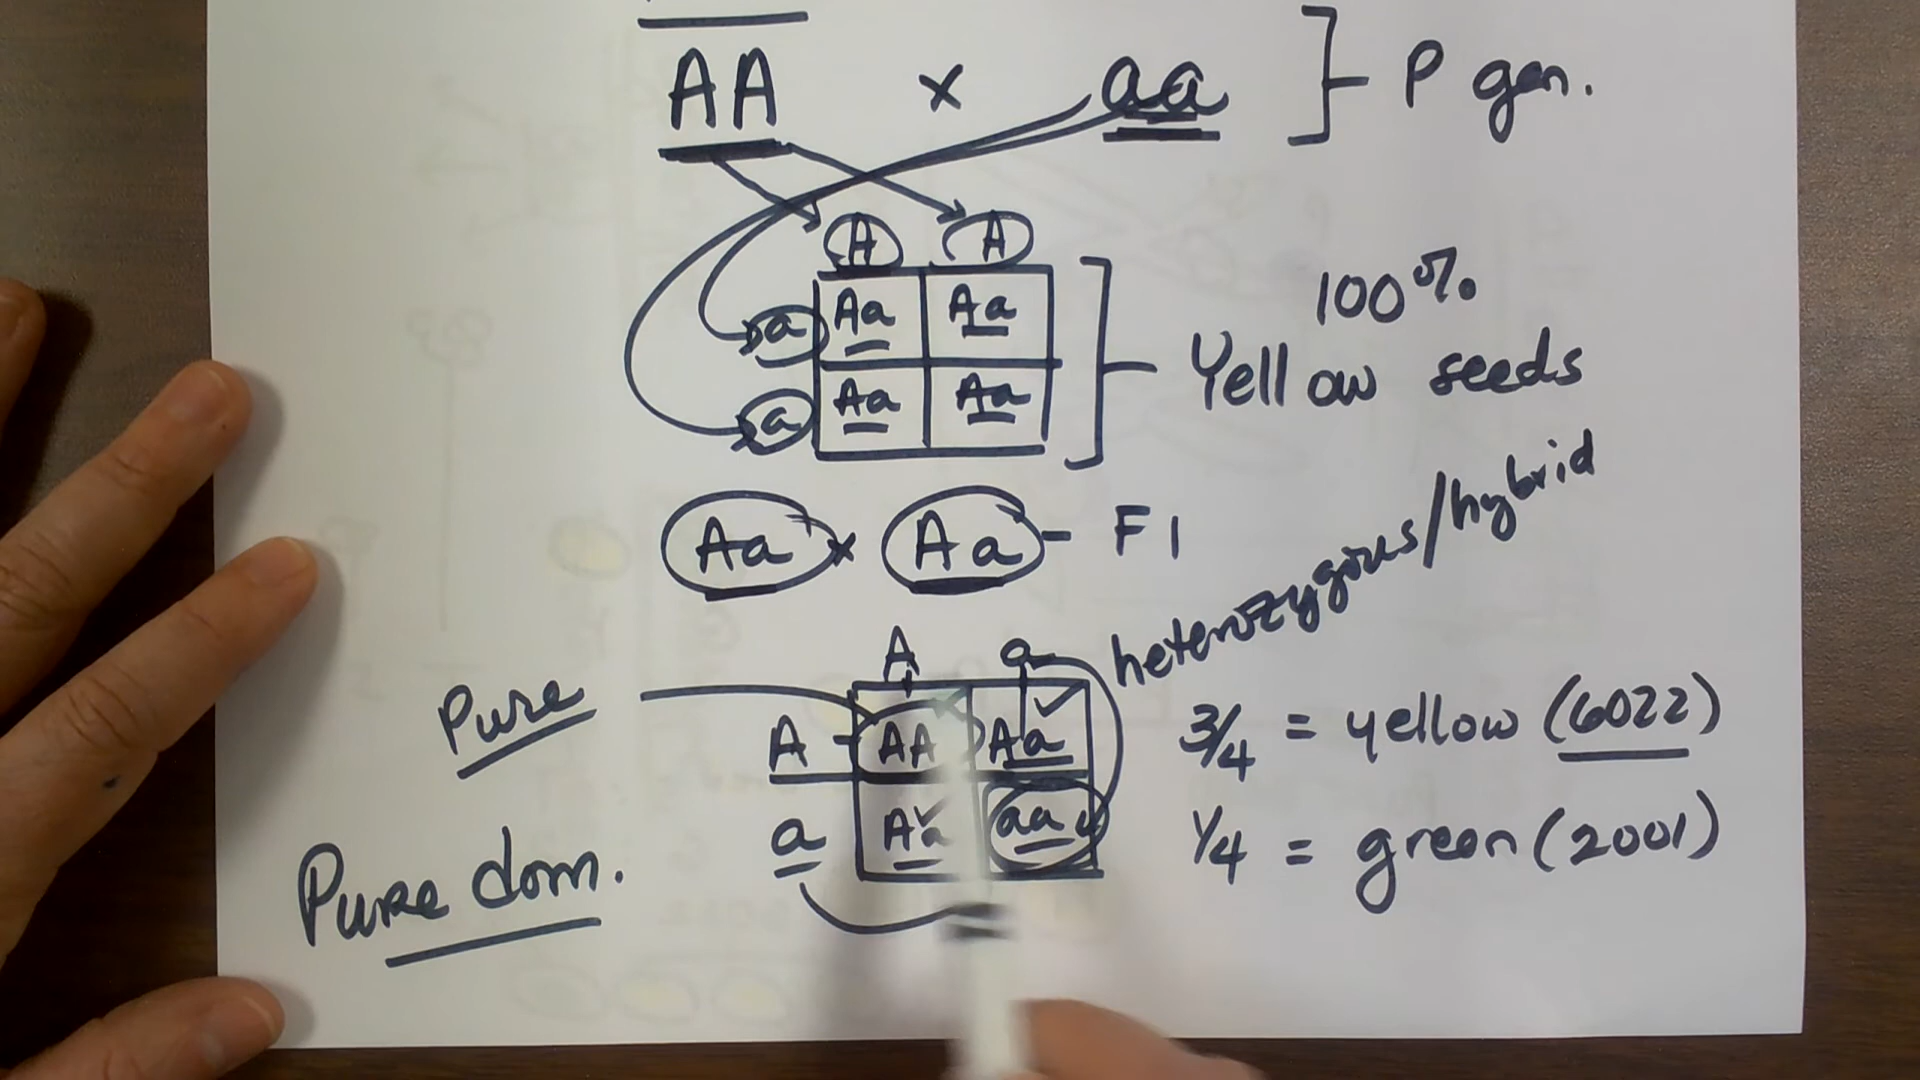 AA x aa P gen.
A A
a Aa Aa
a Aa Aa
100%
Yellow seeds
Aa x Aa - F1
heterozygous/hybrid
A a
Pure A AA Aa
a Aa aa
Pure dom.
3/4 = yellow (6022)
1/4 = green (2001)